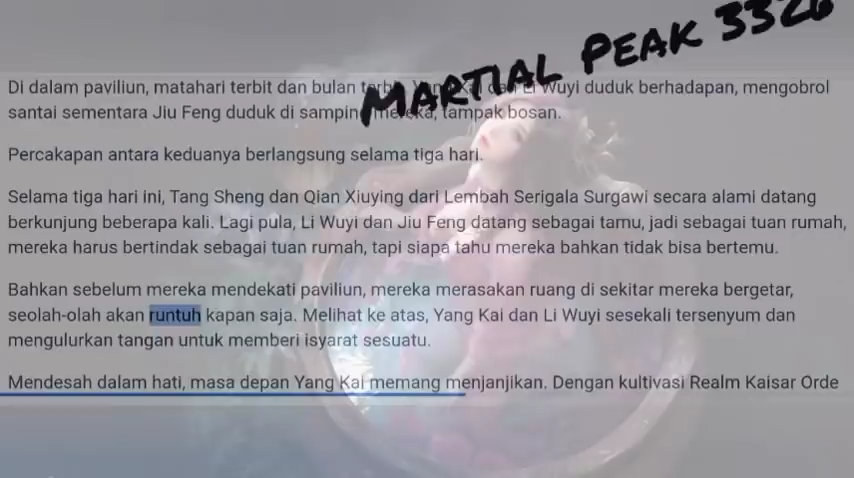 MARTIAL PEAK 3326
Di dalam paviliun, matahari terbit dan bulan terbit. Yang Kai dan Li Wuyi duduk berhadapan, mengobrol
santai sementara Jiu Feng duduk di samping mereka, tampak bosan.
Percakapan antara keduanya berlangsung selama tiga hari.
Selama tiga hari ini, Tang Sheng dan Qian Xiuying dari Lembah Serigala Surgawi secara alami datang
berkunjung beberapa kali. Lagi pula, Li Wuyi dan Jiu Feng datang sebagai tamu, jadi sebagai tuan rumah,
mereka harus bertindak sebagai tuan rumah, tapi siapa tahu mereka bahkan tidak bisa bertemu.
Bahkan sebelum mereka mendekati paviliun, mereka merasakan ruang di sekitar mereka bergetar,
seolah-olah akan runtuh kapan saja. Melihat ke atas, Yang Kai dan Li Wuyi sesekali tersenyum dan
mengulurkan tangan untuk memberi isyarat sesuatu.
Mendesah dalam hati, masa depan Yang Kai memang menjanjikan. Dengan kultivasi Realm Kaisar Orde